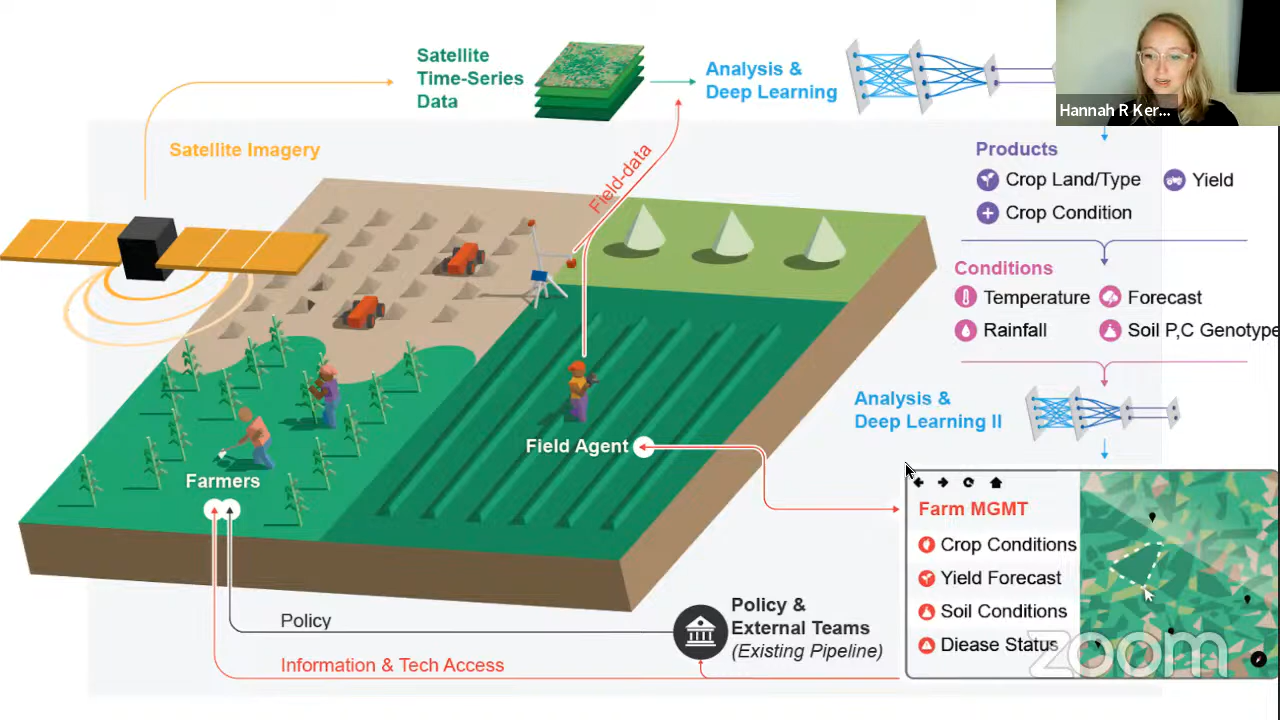 Satellite
Time-Series
Data
Analysis &
Deep Learning
Hannah R Ker...
Satellite Imagery
Field-data
Products
Crop Land/Type
Yield
Crop Condition
Conditions
Temperature
Forecast
Rainfall
Soil P,C Genotype
Analysis &
Deep Learning II
Field Agent
Farmers
Farm MGMT
Crop Conditions
Yield Forecast
Soil Conditions
Diease Status
Policy
Policy &
External Teams
(Existing Pipeline)
Information & Tech Access
zoom